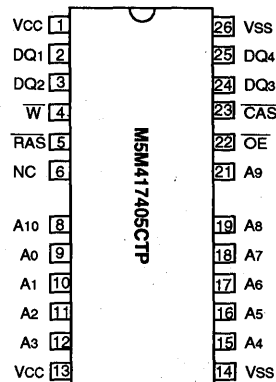 VCC 1 26 VSS
DQ1 2 25 DQ4
DQ2 3 24 DQ3
W 4 23 CAS
RAS 5 22 OE
NC 6 21 A9
M5M417405CTP
A10 8 19 A8
A0 9 18 A7
A1 10 17 A6
A2 11 16 A5
A3 12 15 A4
VCC 13 14 VSS